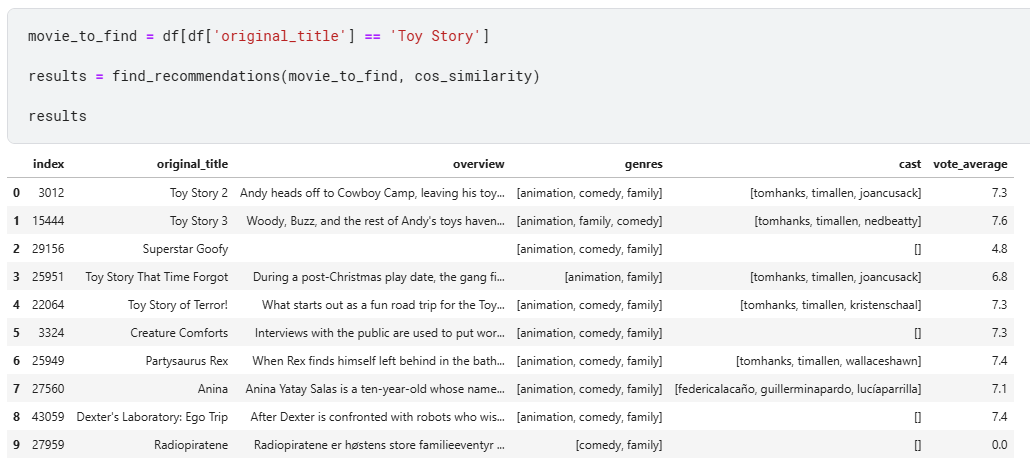 movie_to_find = df[df['original_title'] == 'Toy Story']
results = find_recommendations(movie_to_find, cos_similarity)
results
index original_title overview genres cast vote_average
0 3012 Toy Story 2 Andy heads off to Cowboy Camp, leaving his toy... [animation, comedy, family] [tomhanks, timallen, joancusack] 7.3
1 15444 Toy Story 3 Woody, Buzz, and the rest of Andy's toys haven... [animation, family, comedy] [tomhanks, timallen, nedbeatty] 7.6
2 29156 Superstar Goofy [animation, comedy, family] [] 4.8
3 25951 Toy Story That Time Forgot During a post-Christmas play date, the gang fi... [animation, family] [tomhanks, timallen, joancusack] 6.8
4 22064 Toy Story of Terror! What starts out as a fun road trip for the Toy... [animation, comedy, family] [tomhanks, timallen, kristenschaal] 7.3
5 3324 Creature Comforts Interviews with the public are used to put wor... [animation, comedy, family] [] 7.3
6 25949 Partysaurus Rex When Rex finds himself left behind in the bath... [animation, comedy, family] [tomhanks, timallen, wallaceshawn] 7.4
7 27560 Anina Anina Yatay Salas is a ten-year-old whose name... [animation, comedy, family] [federicalacaño, guillerminapardo, lucíaparrilla] 7.1
8 43059 Dexter's Laboratory: Ego Trip After Dexter is confronted with robots who wis... [animation, comedy, family] [] 7.4
9 27959 Radiopiratene Radiopiratene er høstens store familieeventyr ... [comedy, family] [] 0.0